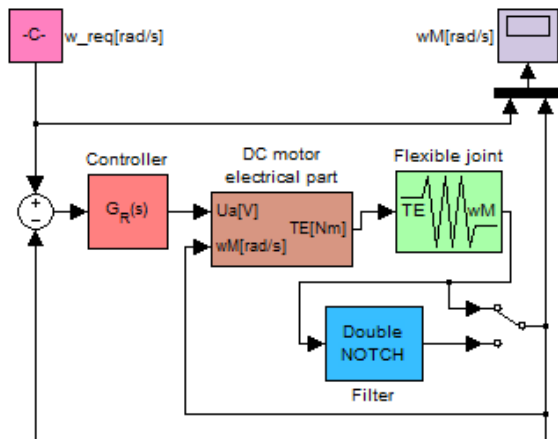 -C-
w_req[rad/s]
wM[rad/s]
Controller
DC motor
electrical part
Flexible joint
+
−
G_R(s)
Ua[V]
TE[Nm]
wM[rad/s]
TE
wM
Double
NOTCH
Filter